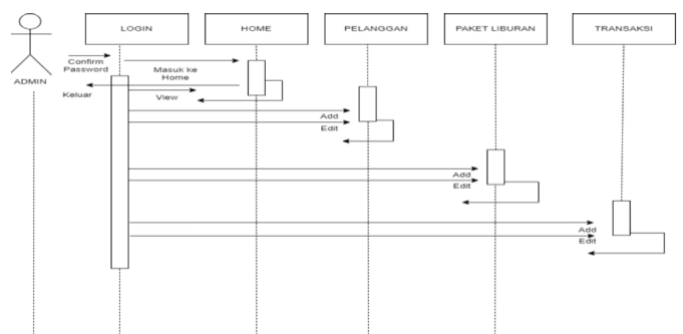 LOGIN
HOME
PELANGGAN
PAKET LIBURAN
TRANSAKSI
ADMIN
Confirm
Password
Masuk ke
Home
Keluar
View
Add
Edit
Add
Edit
Add
Edit